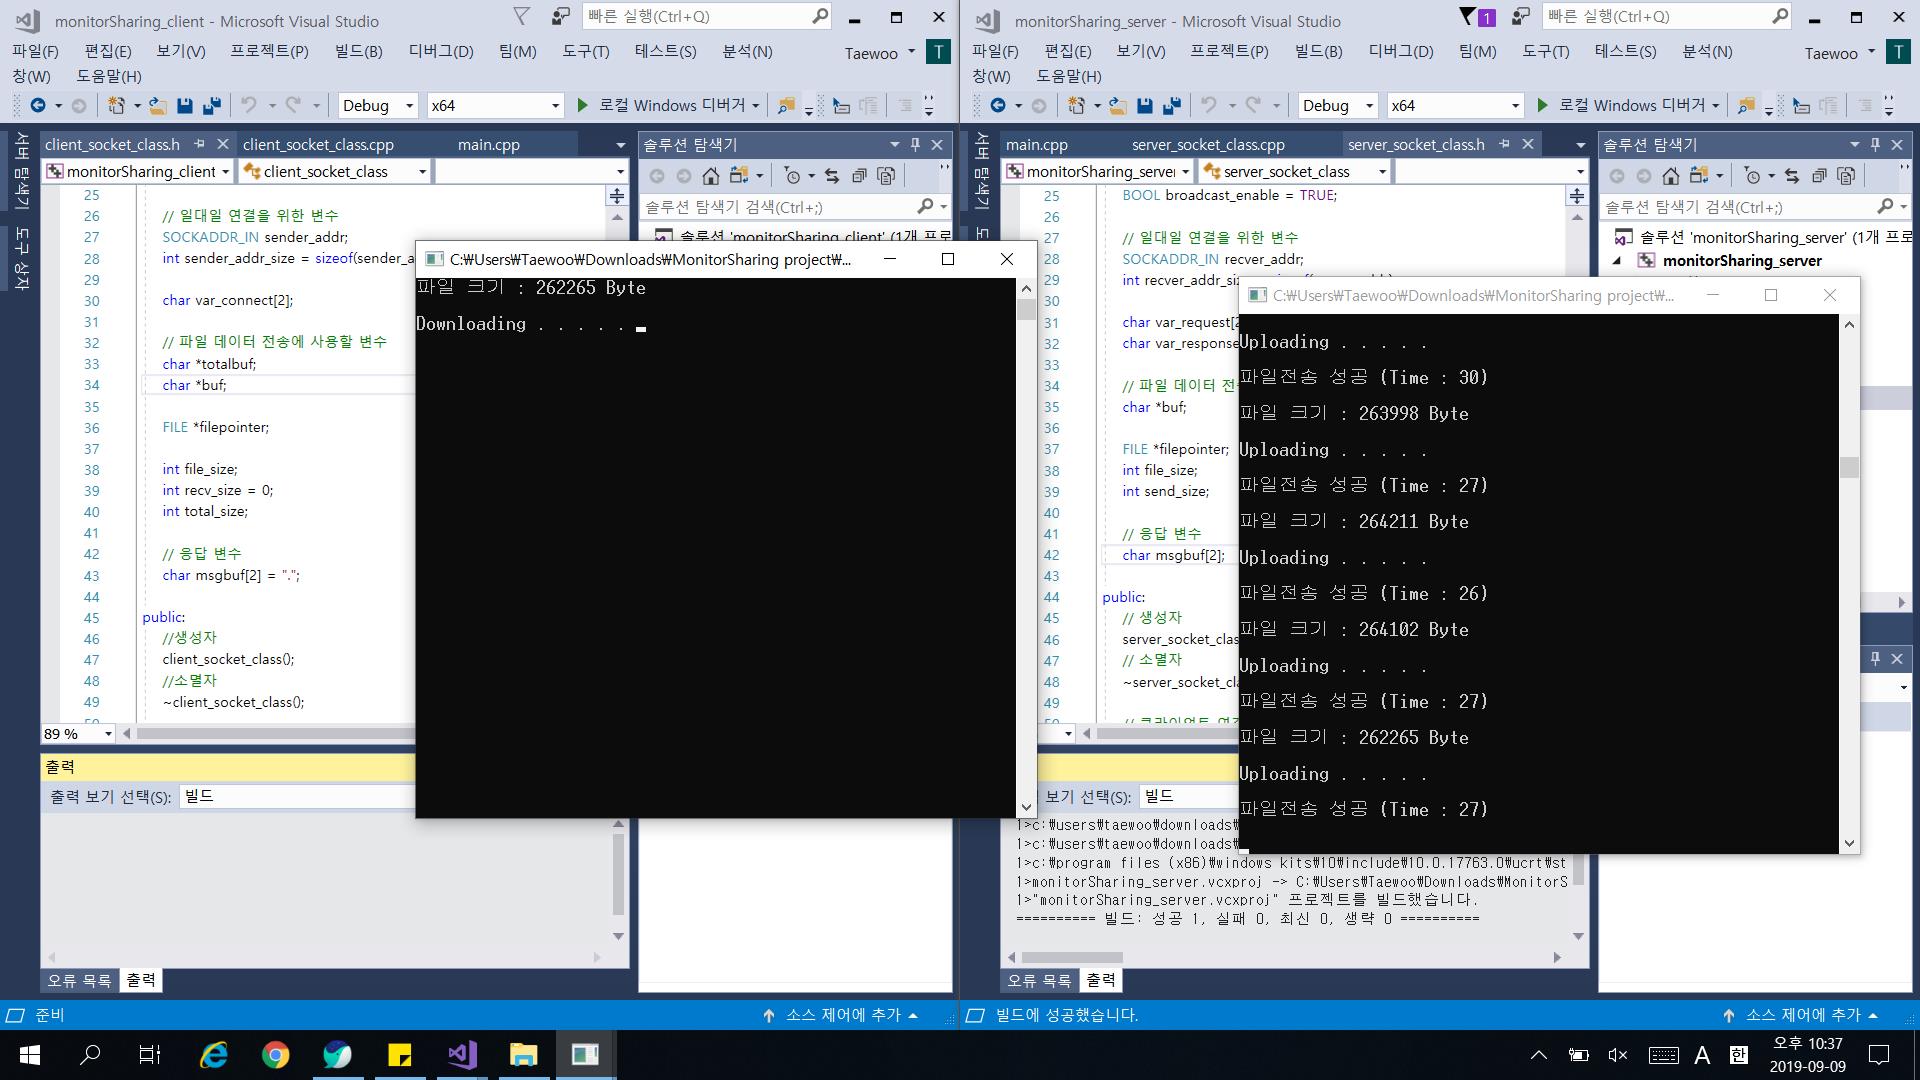 monitorSharing_client - Microsoft Visual Studio
빠른 실행(Ctrl+Q)
파일(F) 편집(E) 보기(V) 프로젝트(P) 빌드(B) 디버그(D) 팀(M) 도구(T) 테스트(S) 분석(N)
Taewoo T
창(W) 도움말(H)
Debug x64 로컬 Windows 디버거
서버 탐색기
도구 상자
client_socket_class.h client_socket_class.cpp main.cpp
monitorSharing_client client_socket_class
25
26 // 일대일 연결을 위한 변수
27 SOCKADDR_IN sender_addr;
28 int sender_addr_size = sizeof(sender_a
29
30 char var_connect[2];
31
32 // 파일 데이터 전송에 사용할 변수
33 char *totalbuf;
34 char *buf;
35
36 FILE *filepointer;
37
38 int file_size;
39 int recv_size = 0;
40 int total_size;
41
42 // 응답 변수
43 char msgbuf[2] = ".";
44
45 public:
46 //생성자
47 client_socket_class();
48 //소멸자
49 ~client_socket_class();
50
89 %
솔루션 탐색기
솔루션 탐색기 검색(Ctrl+;)
솔루션 'monitorSharing_client' (1개 프로
출력
출력 보기 선택(S): 빌드
오류 목록 출력
준비
소스 제어에 추가
C:₩Users₩Taewoo₩Downloads₩MonitorSharing project₩...
파일 크기 : 262265 Byte
Downloading . . . . .
monitorSharing_server - Microsoft Visual Studio
1
빠른 실행(Ctrl+Q)
파일(F) 편집(E) 보기(V) 프로젝트(P) 빌드(B) 디버그(D) 팀(M) 도구(T) 테스트(S) 분석(N)
Taewoo T
창(W) 도움말(H)
Debug x64 로컬 Windows 디버거
서버 탐색기
main.cpp server_socket_class.cpp server_socket_class.h
monitorSharing_server server_socket_class
25 BOOL broadcast_enable = TRUE;
26
27 // 일대일 연결을 위한 변수
28 SOCKADDR_IN recver_addr;
29
30
31 char var_request[2
32 char var_response
33
34 // 파일 데이터 전
35 char *buf;
36
37 FILE *filepointer;
38 int file_size;
39 int send_size;
40
41 // 응답 변수
42 char msgbuf[2];
43
44 public:
45 // 생성자
46 server_socket_clas
47 // 소멸자
48 ~server_socket_cl
49
50
솔루션 탐색기
솔루션 탐색기 검색(Ctrl+;)
솔루션 'monitorSharing_server' (1개 프로
monitorSharing_server
C:₩Users₩Taewoo₩Downloads₩MonitorSharing project₩...
Uploading . . . . .
파일전송 성공 (Time : 30)
파일 크기 : 263998 Byte
Uploading . . . . .
파일전송 성공 (Time : 27)
파일 크기 : 264211 Byte
Uploading . . . . .
파일전송 성공 (Time : 26)
파일 크기 : 264102 Byte
Uploading . . . . .
파일전송 성공 (Time : 27)
파일 크기 : 262265 Byte
Uploading . . . . .
파일전송 성공 (Time : 27)
보기 선택(S): 빌드
1>c:₩users₩taewoo₩downloads₩
1>c:₩users₩taewoo₩downloads₩
1>c:₩program files (x86)₩windows kits₩10₩include₩10.0.17763.0₩ucrt₩st
1>monitorSharing_server.vcxproj -> C:₩Users₩Taewoo₩Downloads₩MonitorS
1>"monitorSharing_server.vcxproj" 프로젝트를 빌드했습니다.
========== 빌드: 성공 1, 실패 0, 최신 0, 생략 0 ==========
오류 목록 출력
빌드에 성공했습니다.
소스 제어에 추가
A 한
오후 10:37
2019-09-09